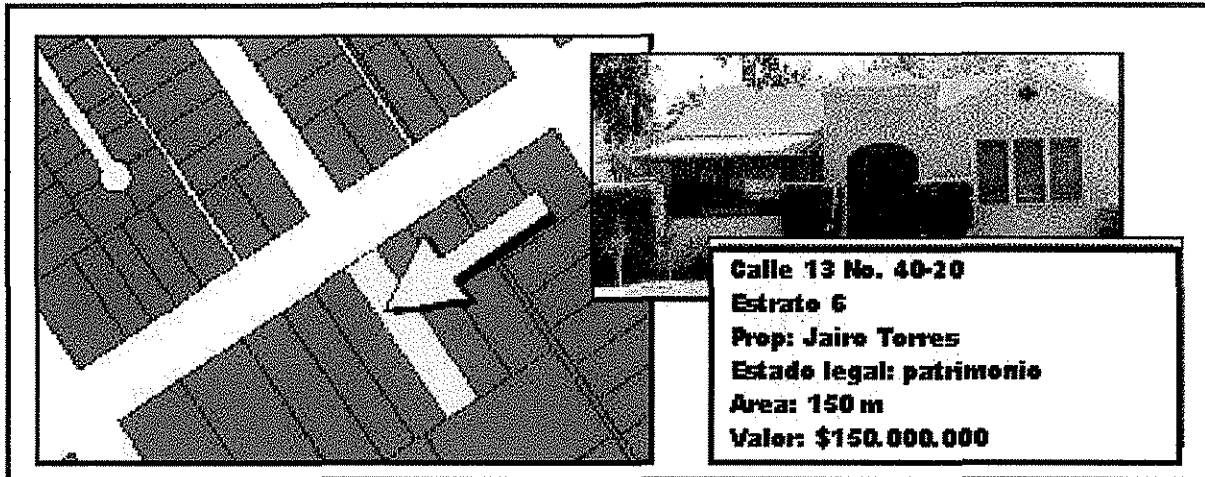 Calle 13 No. 40-20
Estrato 6
Prop: Jairo Torres
Estado legal: patrimonio
Area: 150 m
Valor: $150.000.000